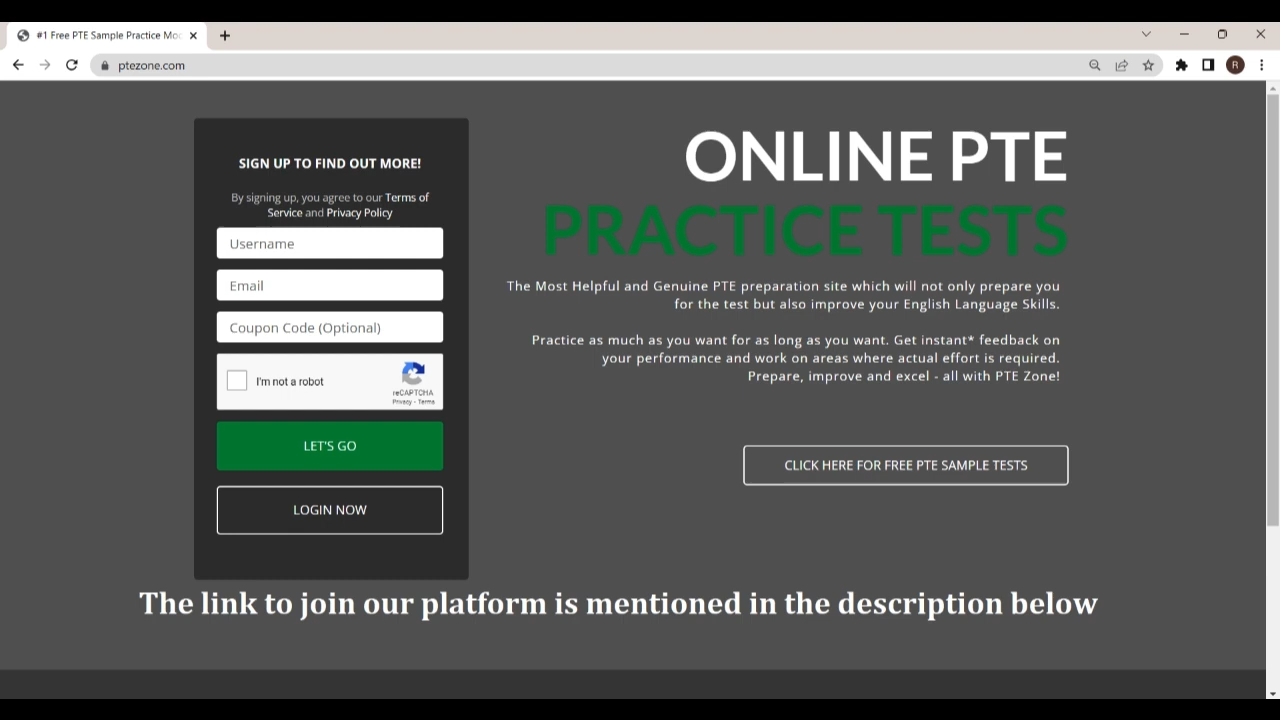 #1 Free PTE Sample Practice Mo
ptezone.com
R
SIGN UP TO FIND OUT MORE!
By signing up, you agree to our Terms of
Service and Privacy Policy
Username
Email
Coupon Code (Optional)
I'm not a robot
reCAPTCHA
Privacy - Terms
LET'S GO
LOGIN NOW
ONLINE PTE
PRACTICE TESTS
The Most Helpful and Genuine PTE preparation site which will not only prepare you
for the test but also improve your English Language Skills.
Practice as much as you want for as long as you want. Get instant* feedback on
your performance and work on areas where actual effort is required.
Prepare, improve and excel - all with PTE Zone!
CLICK HERE FOR FREE PTE SAMPLE TESTS
The link to join our platform is mentioned in the description below